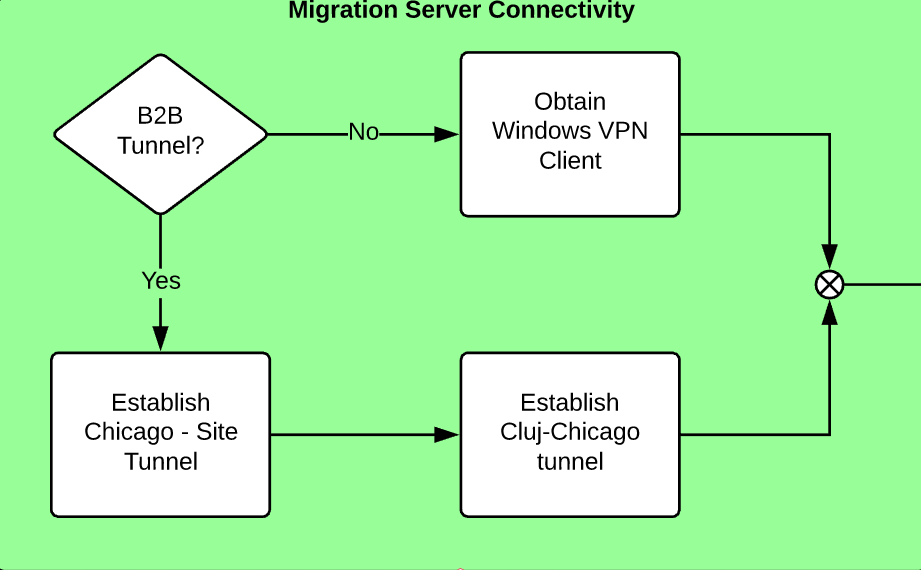 Migration Server Connectivity
B2B
Tunnel?
No
Obtain
Windows VPN
Client
Yes
Establish
Chicago - Site
Tunnel
Establish
Cluj-Chicago
tunnel